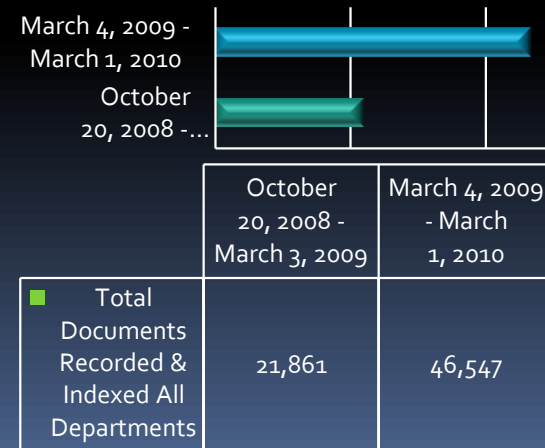 March 4, 2009 -
March 1, 2010
October
20, 2008 -...
October
20, 2008 -
March 3, 2009
March 4, 2009
- March
1, 2010
Total
Documents
Recorded &
Indexed All
Departments
21,861
46,547